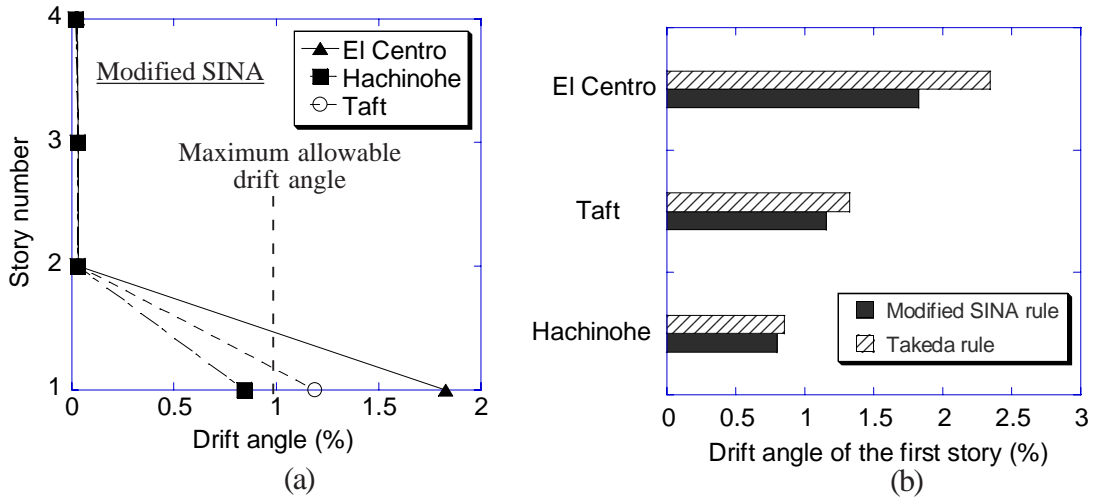 4
3
2
1
Story number
Modified SINA
El Centro
Hachinohe
Taft
Maximum allowable
drift angle
0 0.5 1 1.5 2
Drift angle (%)
(a)
El Centro
Taft
Hachinohe
Modified SINA rule
Takeda rule
0 0.5 1 1.5 2 2.5 3
Drift angle of the first story (%)
(b)